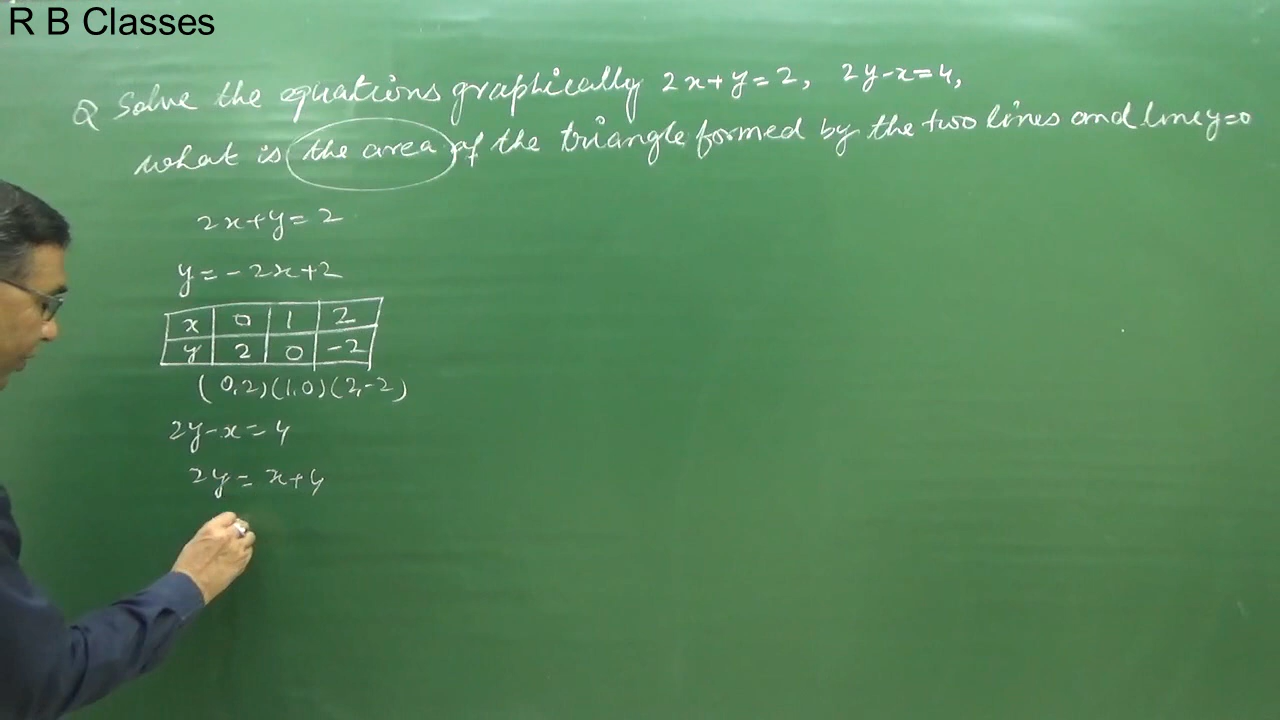 R B Classes
Q Solve the equations graphically 2x+y=2, 2y-x=4,
what is the area of the triangle formed by the two lines and line y=0
2x+y=2
y=-2x+2
x 0 1 2
y 2 0 -2
(0,2)(1,0)(2,-2)
2y-x=4
2y=x+4